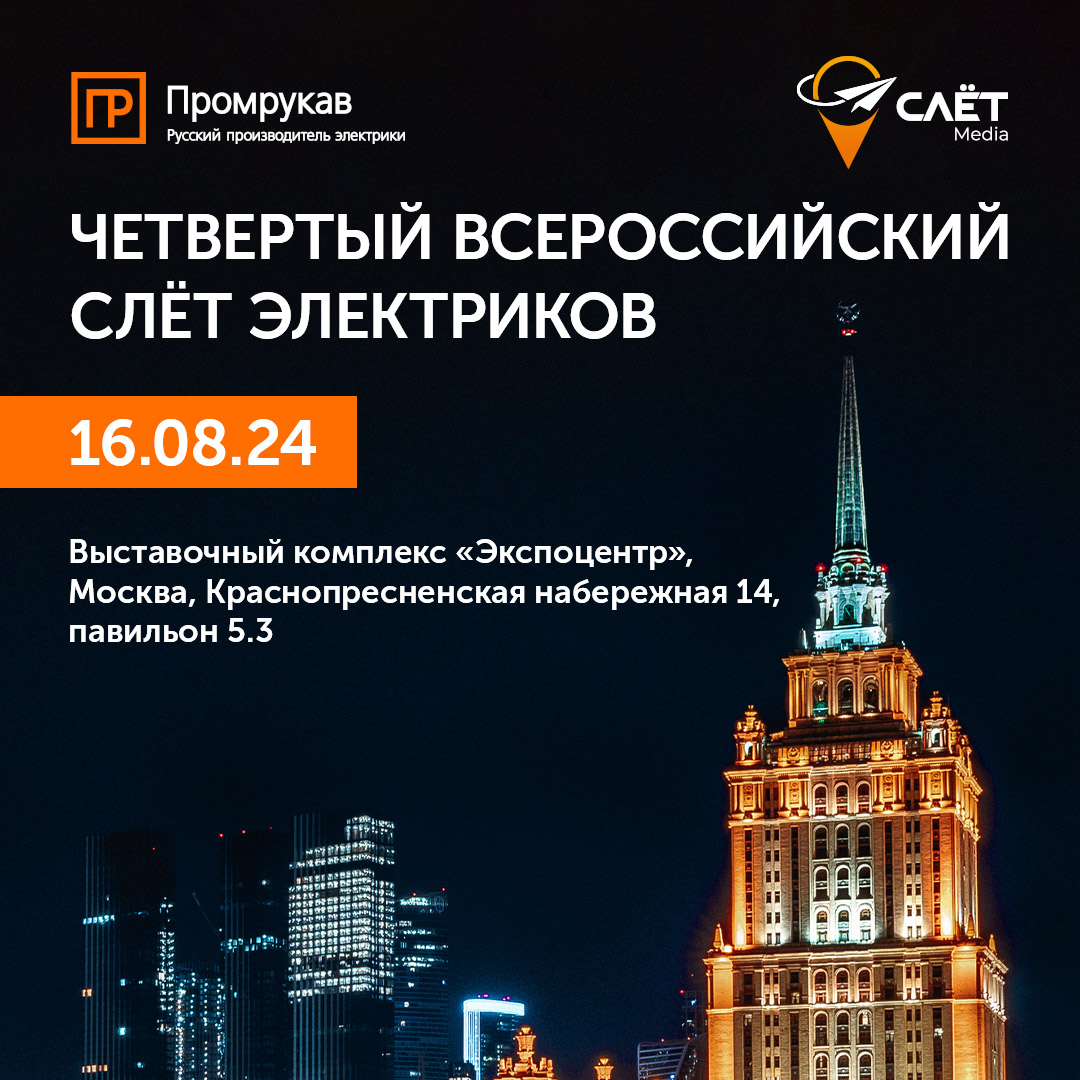 ПР
Промрукав
Русский производитель электрики
СЛЁТ
Media
ЧЕТВЕРТЫЙ ВСЕРОССИЙСКИЙ
СЛЁТ ЭЛЕКТРИКОВ
16.08.24
Выставочный комплекс «Экспоцентр»,
Москва, Краснопресненская набережная 14,
павильон 5.3